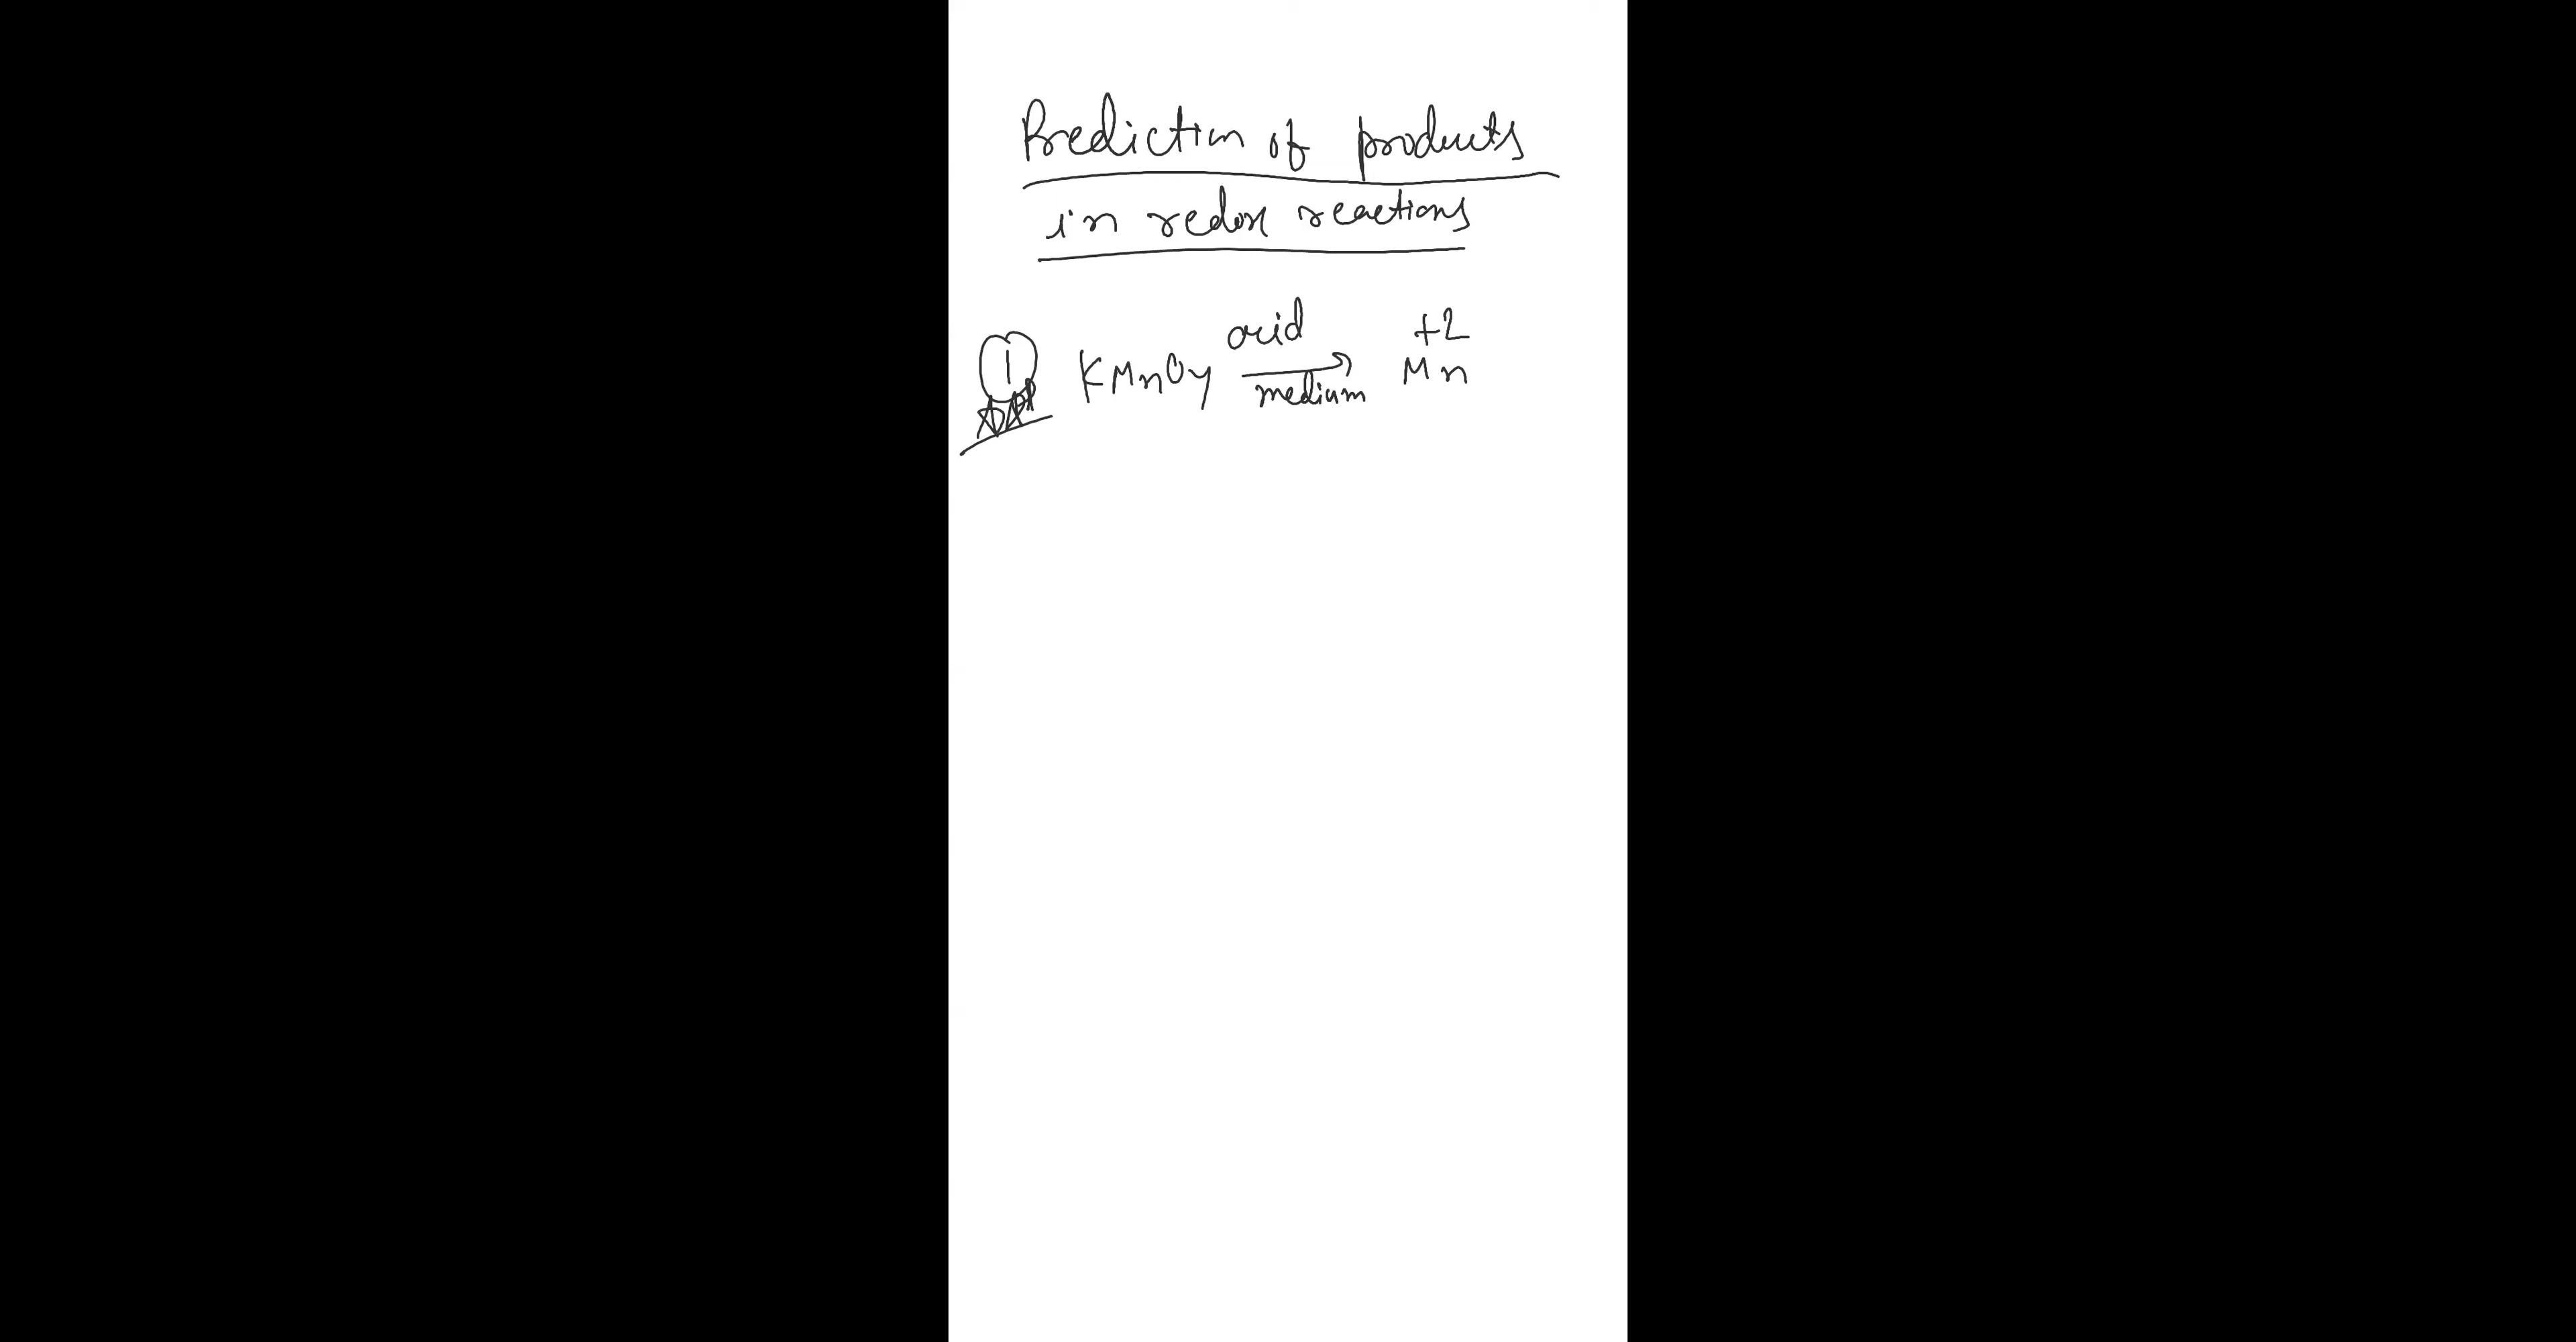 Prediction of products
in redox reactions
acid +2
1 KMnO4 → Mn
medium